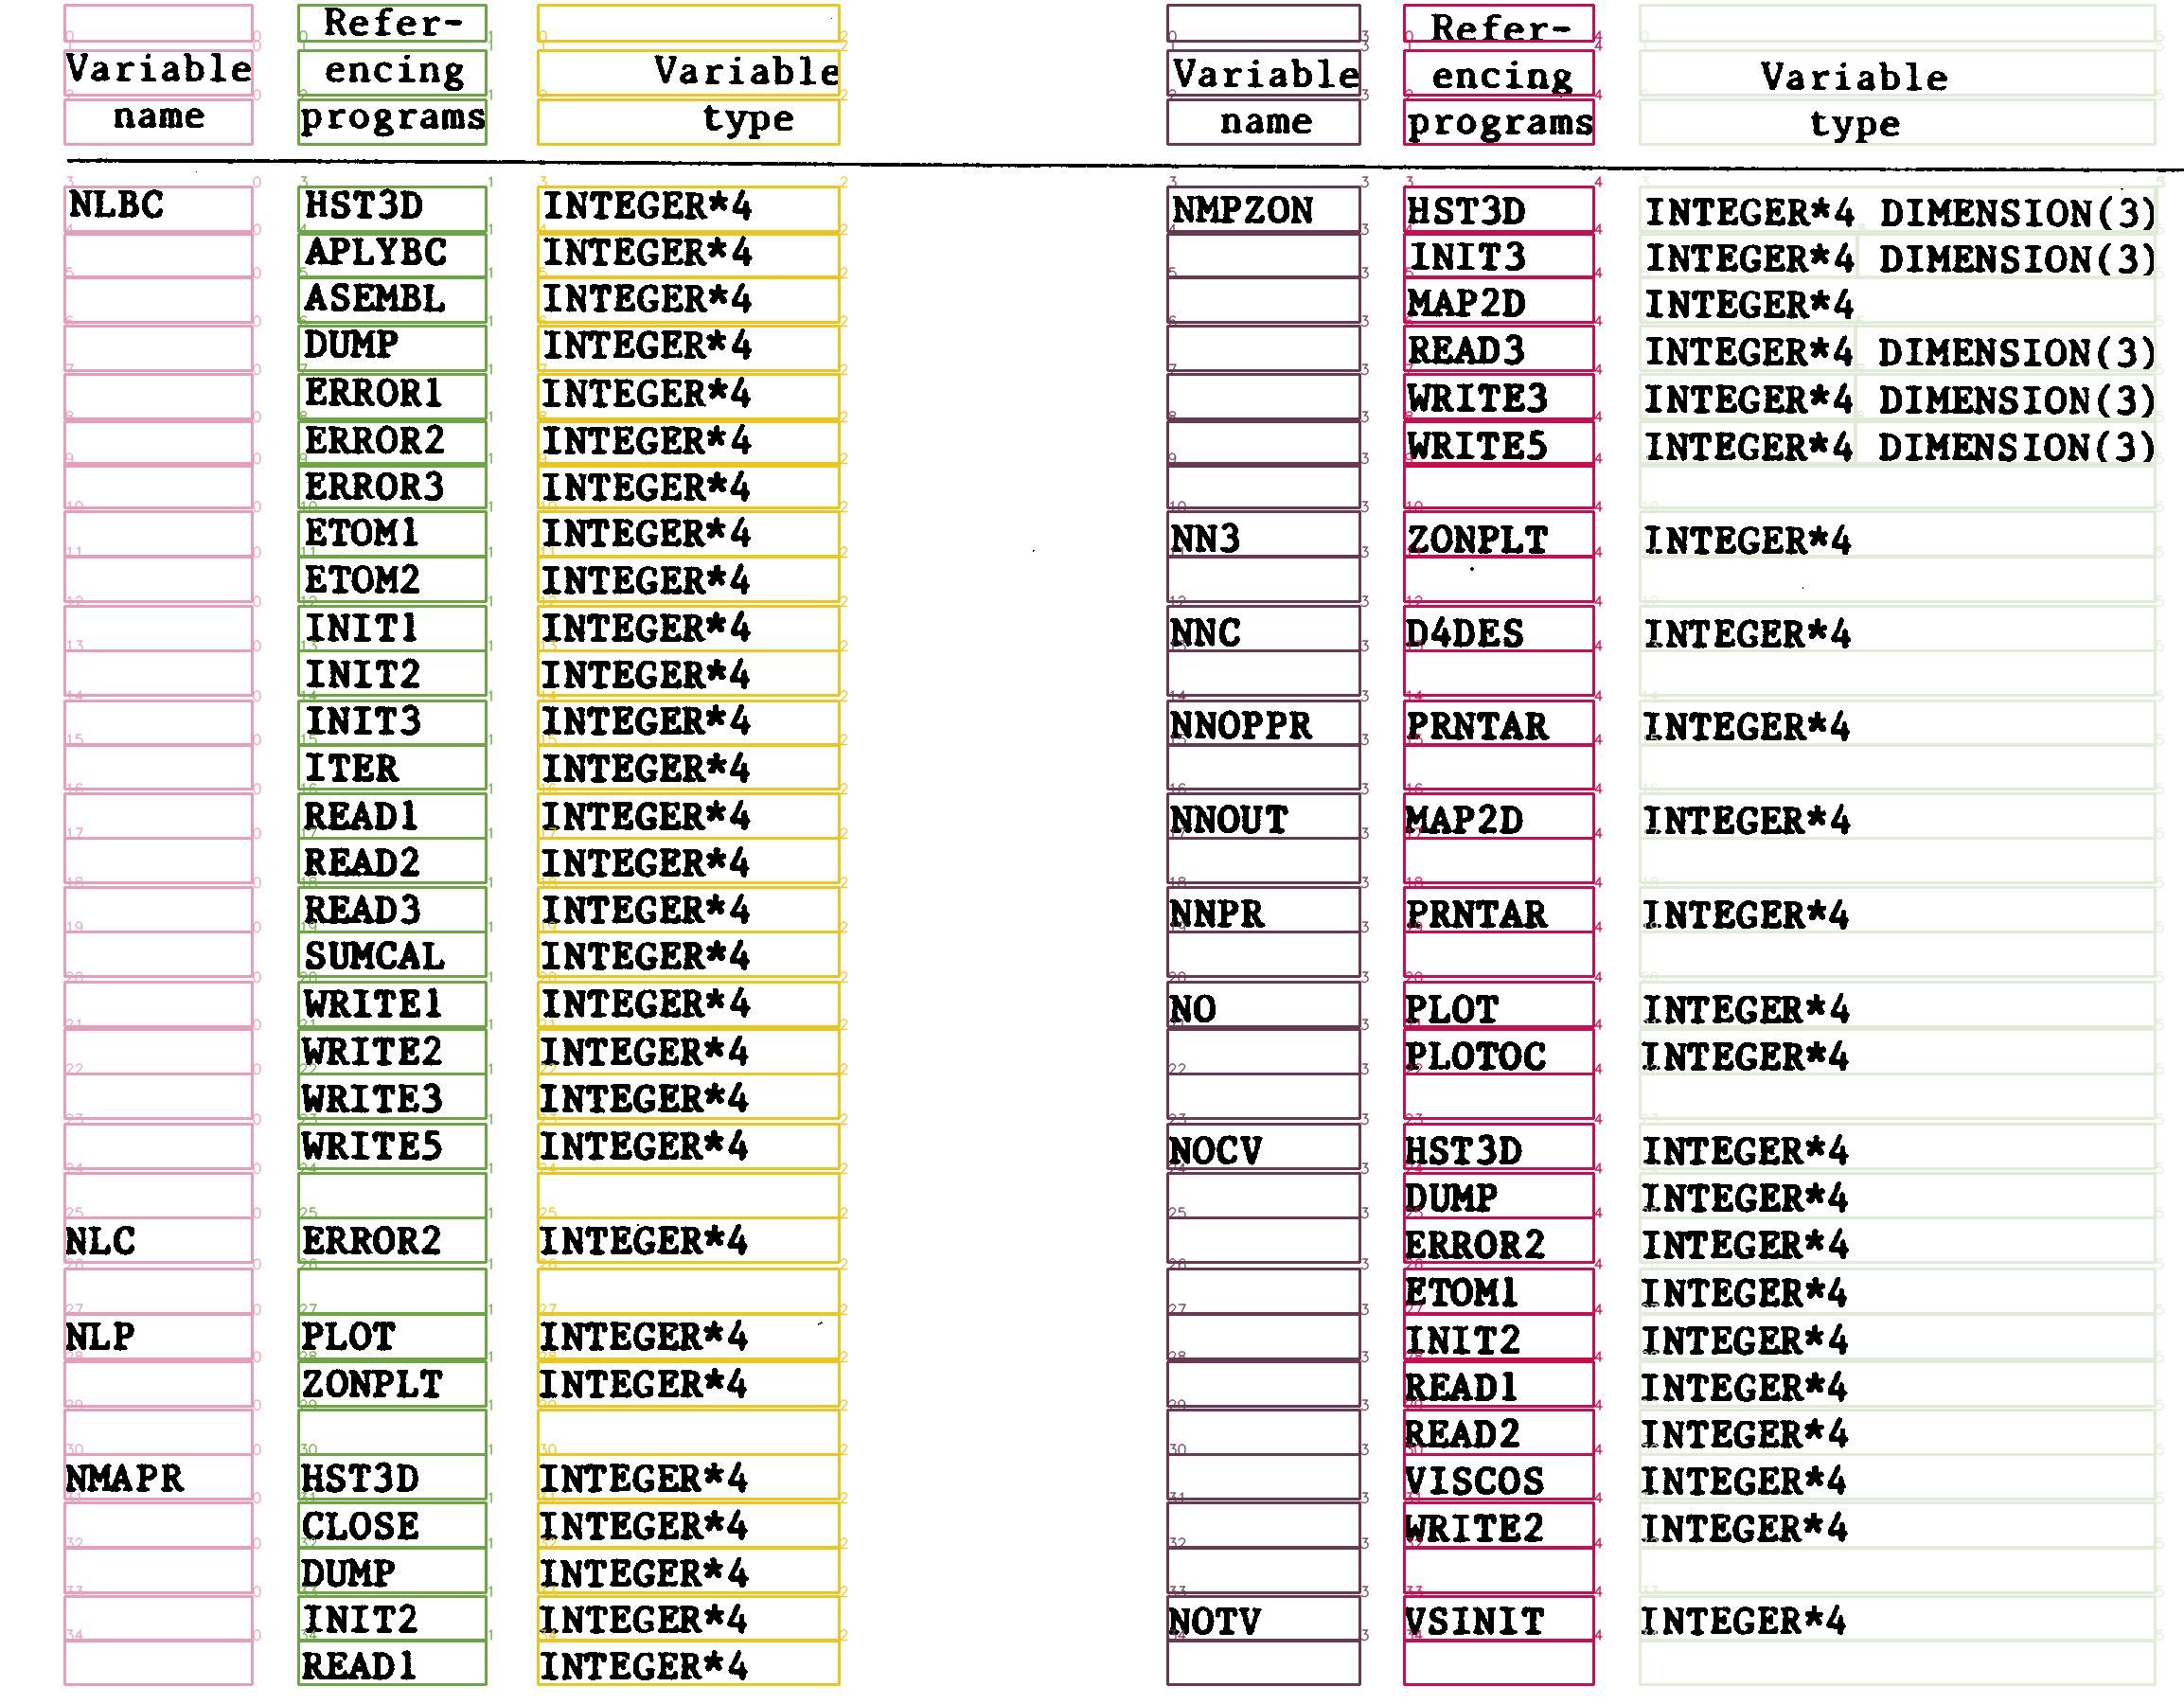 Refer- Refer-
Variable encing Variable Variable encing Variable
name programs type name programs type
NLBC HST3D INTEGER*4 NMPZON HST3D INTEGER*4 DIMENSION(3)
APLYBC INTEGER*4 INIT3 INTEGER*4 DIMENSION(3)
ASEMBL INTEGER*4 MAP2D INTEGER*4
DUMP INTEGER*4 READ3 INTEGER*4 DIMENSION(3)
ERROR1 INTEGER*4 WRITE3 INTEGER*4 DIMENSION(3)
ERROR2 INTEGER*4 WRITE5 INTEGER*4 DIMENSION(3)
ERROR3 INTEGER*4
ETOM1 INTEGER*4 NN3 ZONPLT INTEGER*4
ETOM2 INTEGER*4
INIT1 INTEGER*4 NNC D4DES INTEGER*4
INIT2 INTEGER*4
INIT3 INTEGER*4 NNOPPR PRNTAR INTEGER*4
ITER INTEGER*4
READ1 INTEGER*4 NNOUT MAP2D INTEGER*4
READ2 INTEGER*4
READ3 INTEGER*4 NNPR PRNTAR INTEGER*4
SUMCAL INTEGER*4
WRITE1 INTEGER*4 NO PLOT INTEGER*4
WRITE2 INTEGER*4 PLOTOC INTEGER*4
WRITE3 INTEGER*4
WRITE5 INTEGER*4 NOCV HST3D INTEGER*4
DUMP INTEGER*4
NLC ERROR2 INTEGER*4 ERROR2 INTEGER*4
ETOM1 INTEGER*4
NLP PLOT INTEGER*4 INIT2 INTEGER*4
ZONPLT INTEGER*4 READ1 INTEGER*4
READ2 INTEGER*4
NMAPR HST3D INTEGER*4 VISCOS INTEGER*4
CLOSE INTEGER*4 WRITE2 INTEGER*4
DUMP INTEGER*4
INIT2 INTEGER*4 NOTV VSINIT INTEGER*4
READ1 INTEGER*4